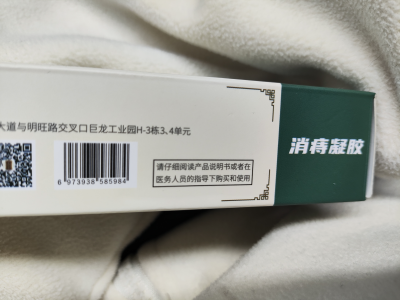 大道与明旺路交叉口巨龙工业园H-3栋3、4单元
6 973938 585984
请仔细阅读产品说明书或者在
医务人员的指导下购买和使用
消痔凝胶